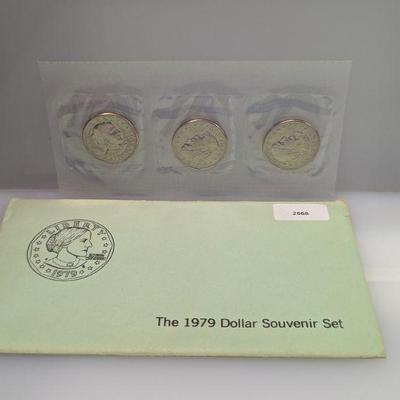 2668
LIBERTY
1979
The 1979 Dollar Souvenir Set